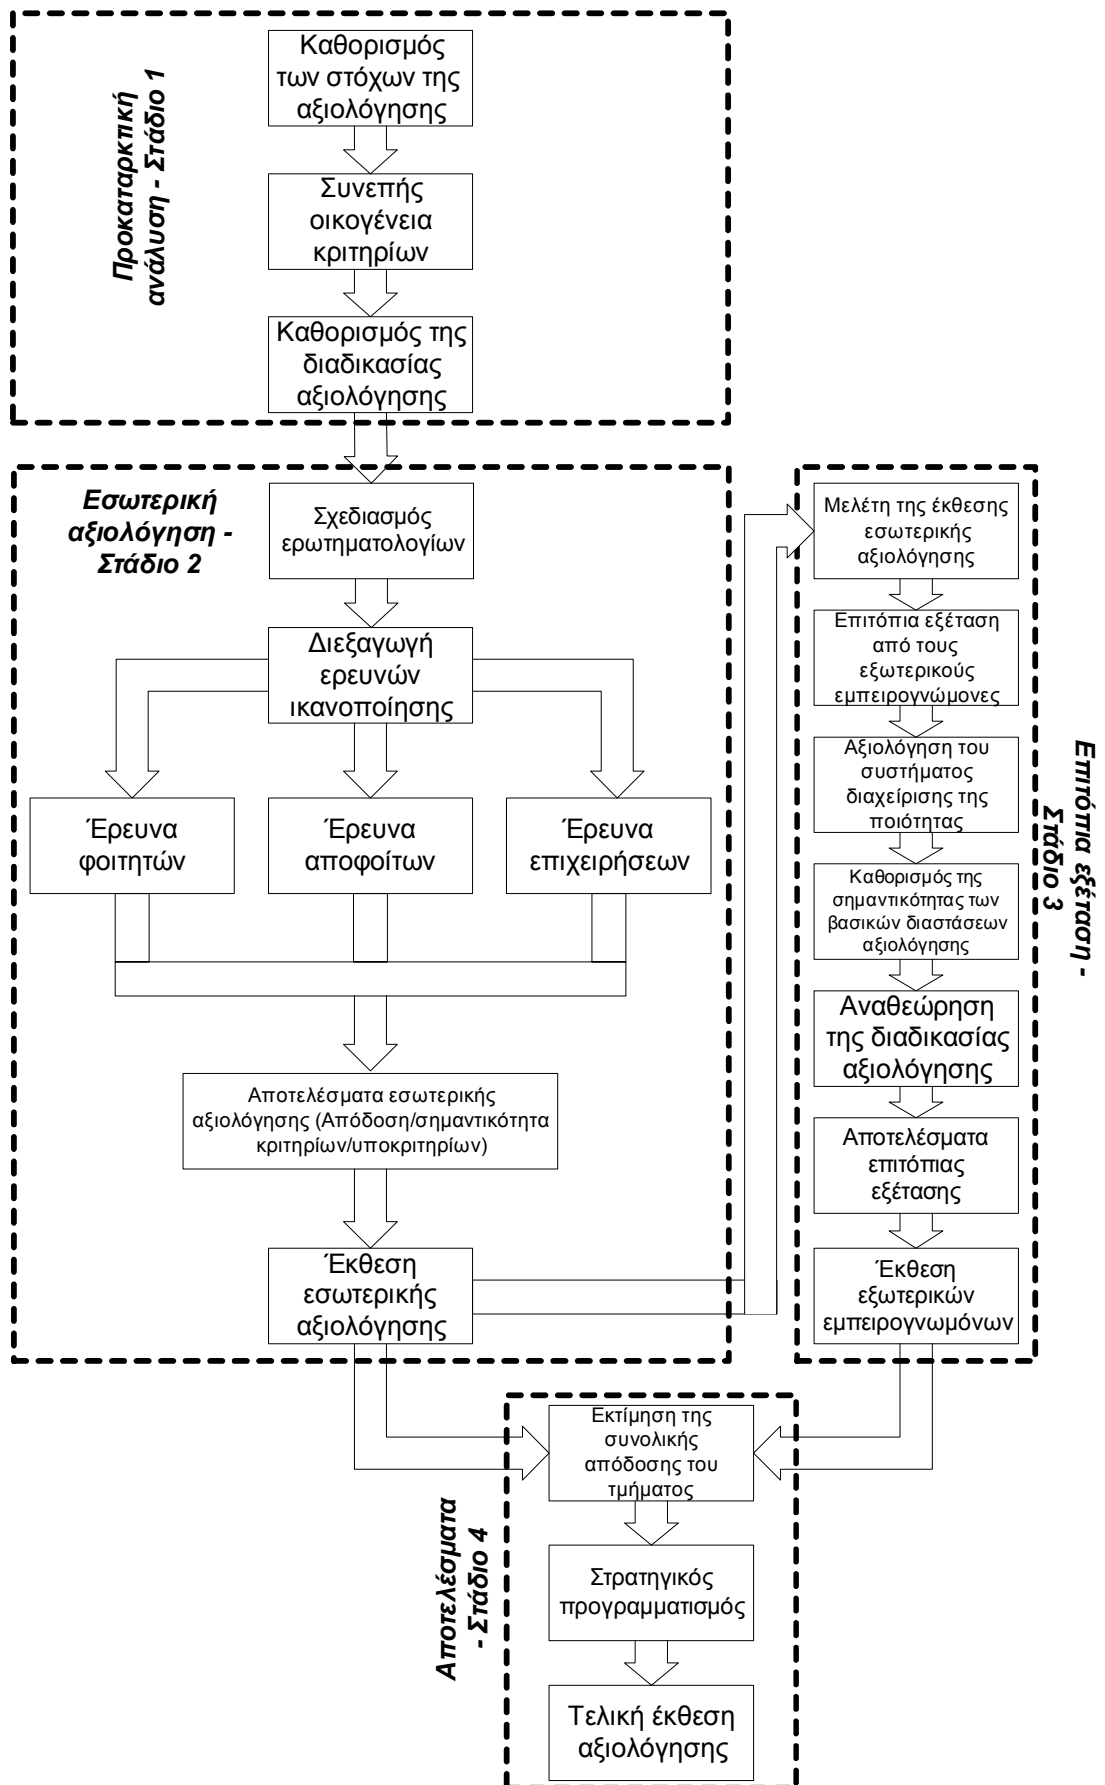 Προκαταρκτική
ανάλυση - Στάδιο 1
Καθορισμός
των στόχων της
αξιολόγησης
Συνεπής
οικογένεια
κριτηρίων
Καθορισμός της
διαδικασίας
αξιολόγησης
Εσωτερική
αξιολόγηση -
Στάδιο 2
Σχεδιασμός
ερωτηματολογίων
Διεξαγωγή
ερευνών
ικανοποίησης
Έρευνα
φοιτητών
Έρευνα
αποφοίτων
Έρευνα
επιχειρήσεων
Αποτελέσματα εσωτερικής
αξιολόγησης (Απόδοση/σημαντικότητα
κριτηρίων/υποκριτηρίων)
Έκθεση
εσωτερικής
αξιολόγησης
Επιτόπια εξέταση -
Στάδιο 3
Μελέτη της έκθεσης
εσωτερικής
αξιολόγησης
Επιτόπια εξέταση
από τους
εξωτερικούς
εμπειρογνώμονες
Αξιολόγηση του
συστήματος
διαχείρισης της
ποιότητας
Καθορισμός της
σημαντικότητας των
βασικών διαστάσεων
αξιολόγησης
Αναθεώρηση
της διαδικασίας
αξιολόγησης
Αποτελέσματα
επιτόπιας
εξέτασης
Έκθεση
εξωτερικών
εμπειρογνωμόνων
Αποτελέσματα
- Στάδιο 4
Εκτίμηση της
συνολικής
απόδοσης του
τμήματος
Στρατηγικός
προγραμματισμός
Τελική έκθεση
αξιολόγησης